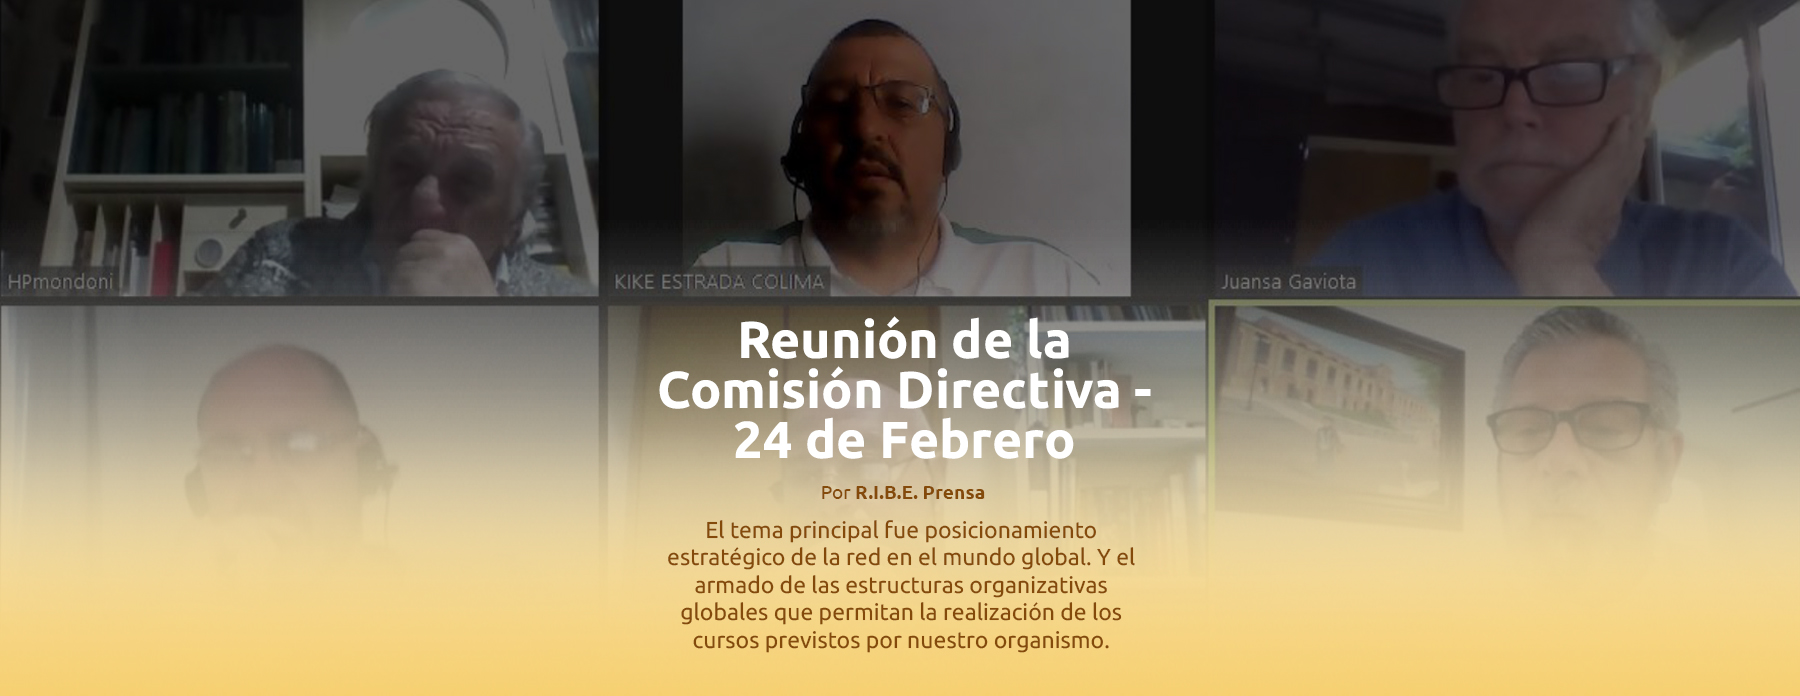 HPmondoni
KIKE ESTRADA COLIMA
Juansa Gaviota
Reunión de la
Comisión Directiva -
24 de Febrero
Por R.I.B.E. Prensa
El tema principal fue posicionamiento
estratégico de la red en el mundo global. Y el
armado de las estructuras organizativas
globales que permitan la realización de los
cursos previstos por nuestro organismo.